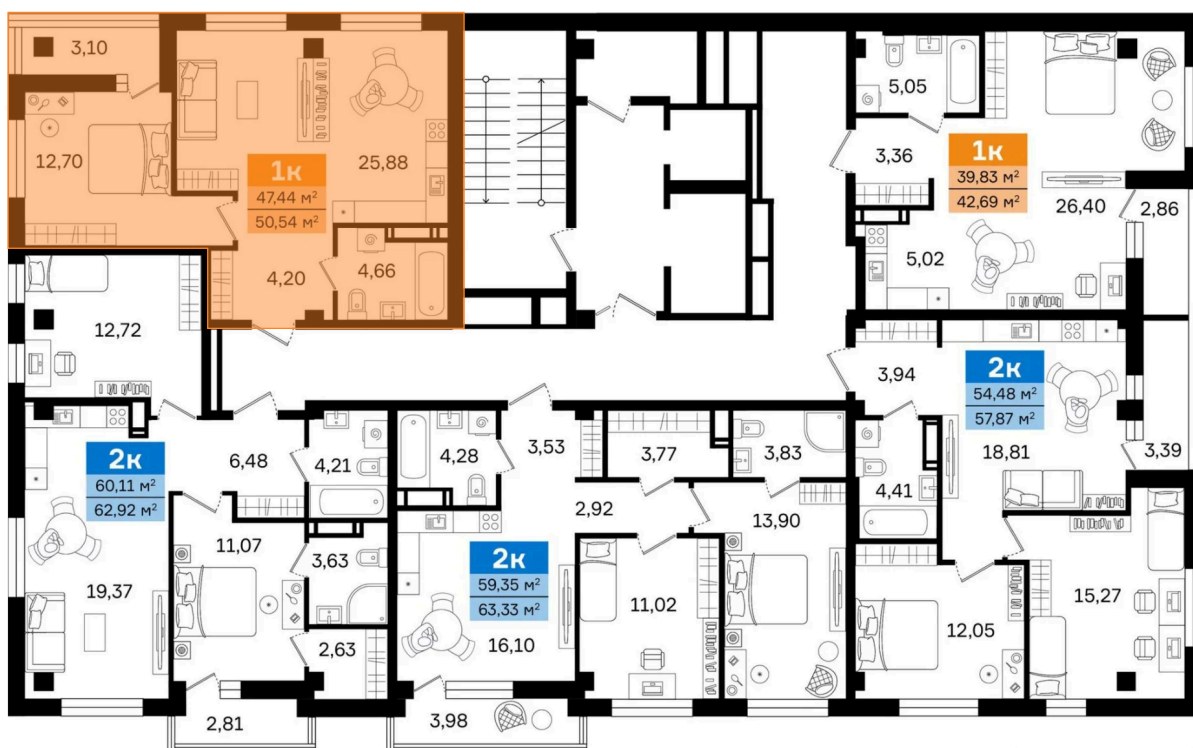 3,10
12,70
25,88
1к
47,44 м²
50,54 м²
4,20
4,66
5,05
3,36
1к
39,83 м²
42,69 м²
26,40
2,86
5,02
12,72
3,94
2к
54,48 м²
57,87 м²
18,81
3,39
4,41
2к
60,11 м²
62,92 м²
6,48
4,21
4,28
3,53
3,77
3,83
2,92
13,90
11,07
3,63
19,37
2к
59,35 м²
63,33 м²
16,10
11,02
15,27
12,05
2,63
2,81
3,98